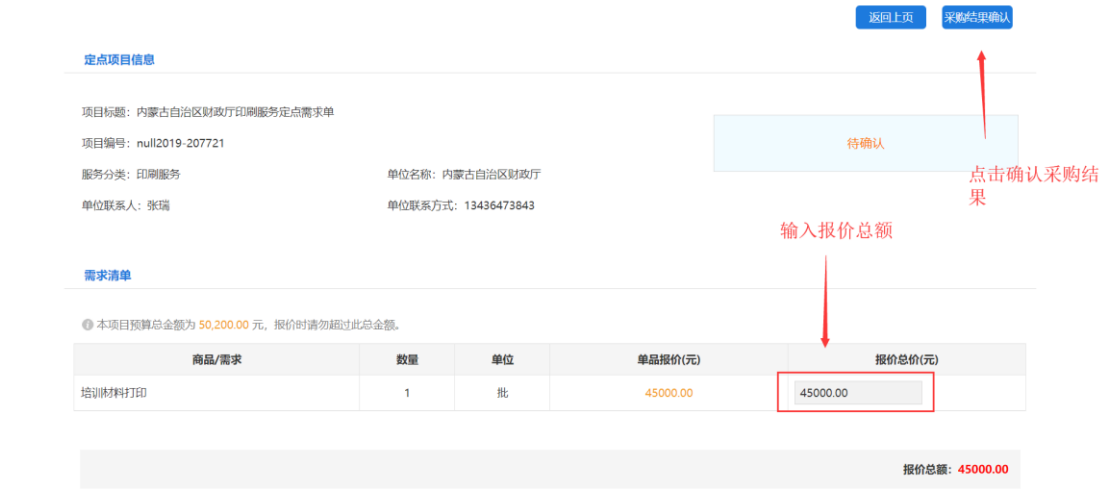 返回上页 采购结果确认
定点项目信息
项目标题：内蒙古自治区财政厅印刷服务定点需求单
项目编号：null2019-207721
待确认
服务分类：印刷服务 单位名称：内蒙古自治区财政厅
点击确认采购结
果
单位联系人：张瑞 单位联系方式：13436473843
输入报价总额
需求清单
本项目预算总金额为 50,200.00 元，报价时请勿超过此总金额。
商品/需求 数量 单位 单品报价(元) 报价总价(元)
培训材料打印 1 批 45000.00 45000.00
报价总额：45000.00